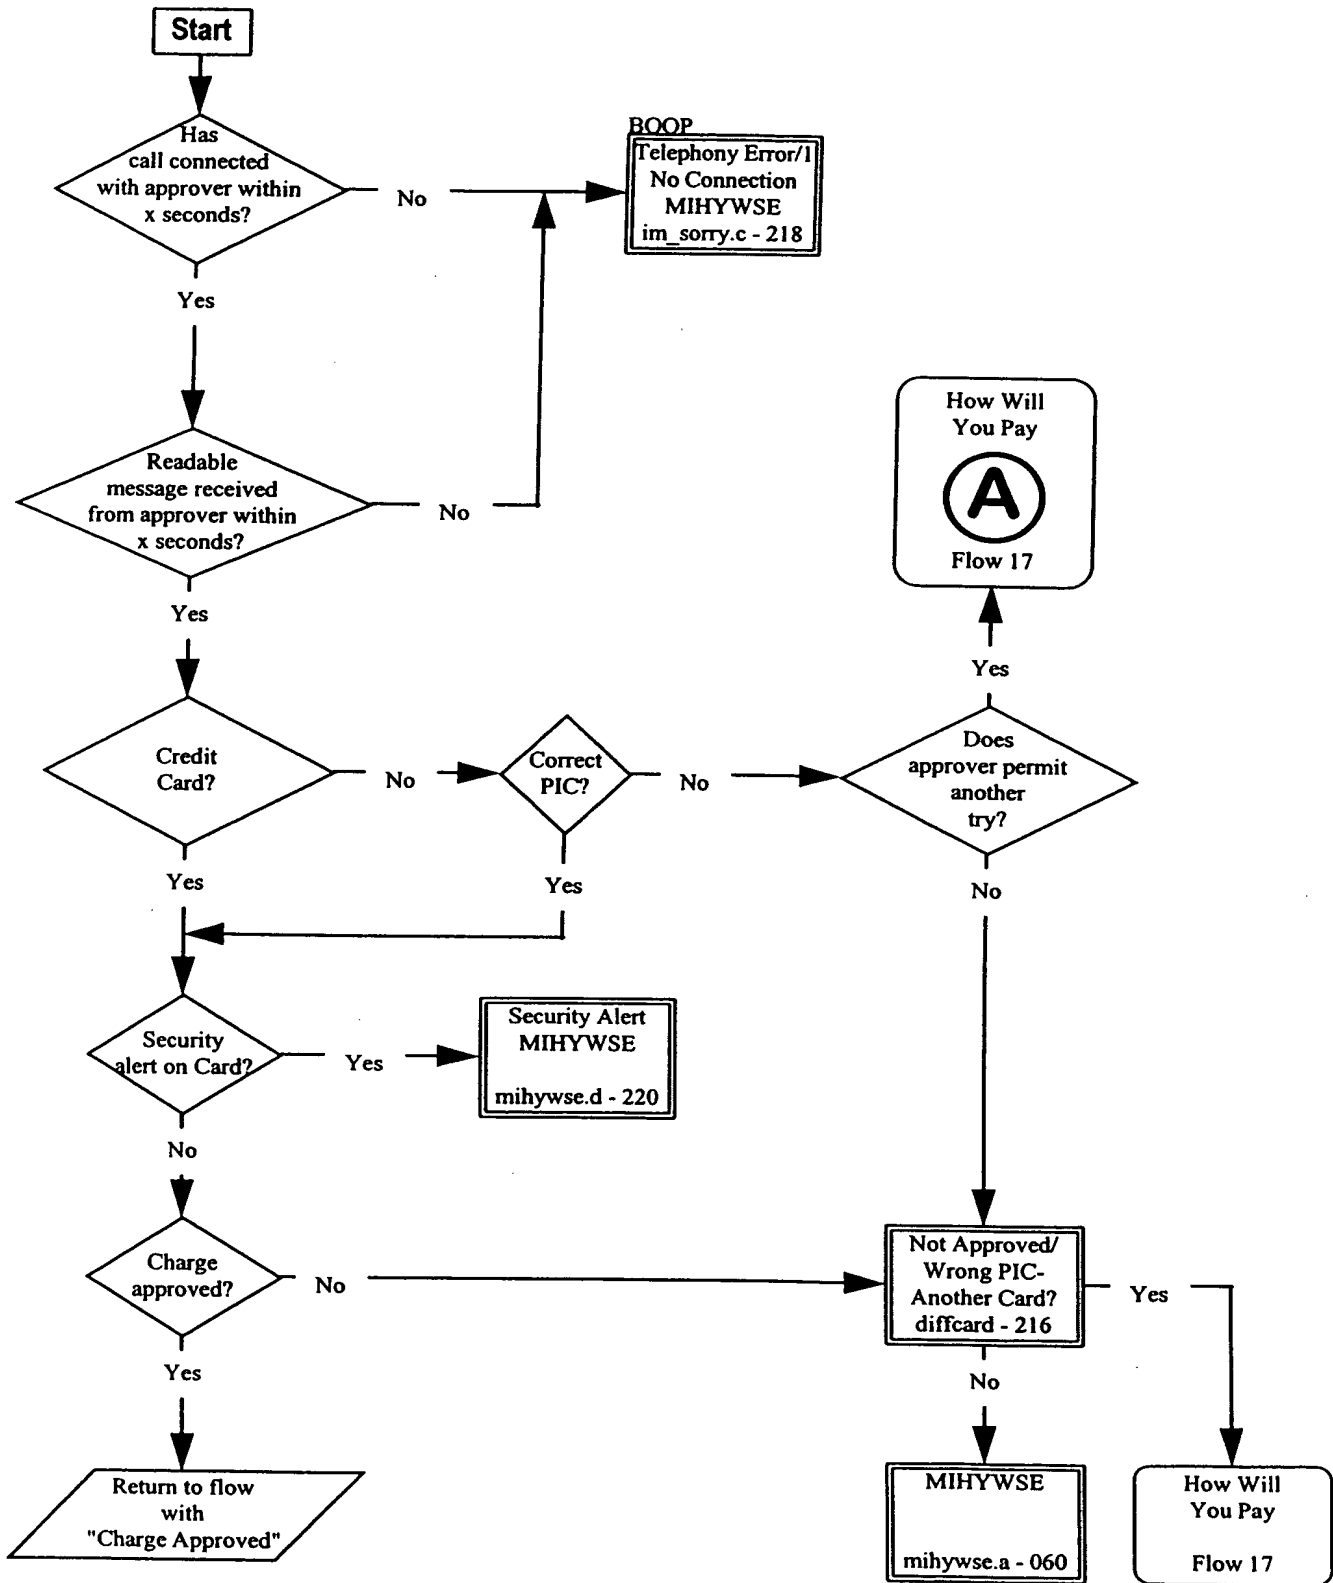 Start
Has
call connected
with approver within
x seconds?
No
BOOP
Telephony Error/1
No Connection
MIHYWSE
im_sorry.c - 218
Yes
Readable
message received
from approver within
x seconds?
No
How Will
You Pay
A
Flow 17
Yes
Yes
Credit
Card?
No
Correct
PIC?
No
Does
approver permit
another
try?
Yes
Yes
No
Security
alert on Card?
Yes
Security Alert
MIHYWSE
mihywse.d - 220
No
Charge
approved?
No
Not Approved/
Wrong PIC-
Another Card?
diffcard - 216
Yes
Yes
No
Return to flow
with
"Charge Approved"
MIHYWSE
mihywse.a - 060
How Will
You Pay
Flow 17